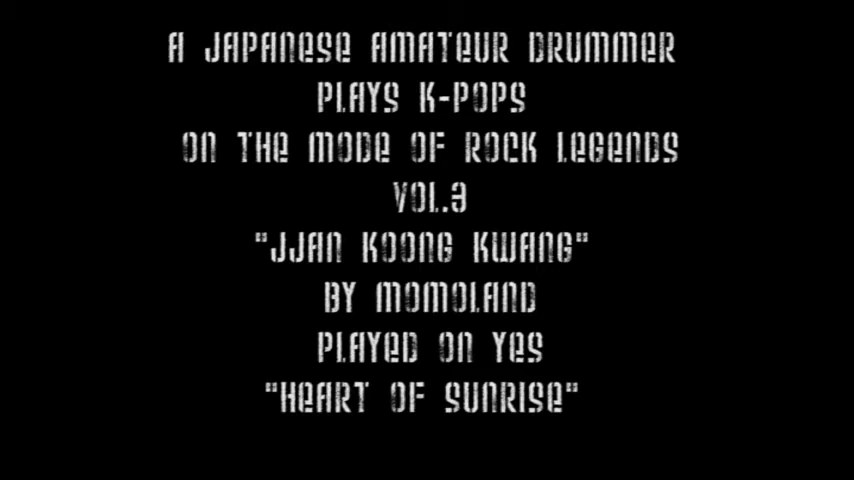 A JAPANESE AMATEUR DRUMMER
PLAYS K-POPS
ON THE MODE OF ROCK LEGENDS
VOL.3
"JJAN KOONG KWANG"
BY MOMOLAND
PLAYED ON YES
"HEART OF SUNRISE"